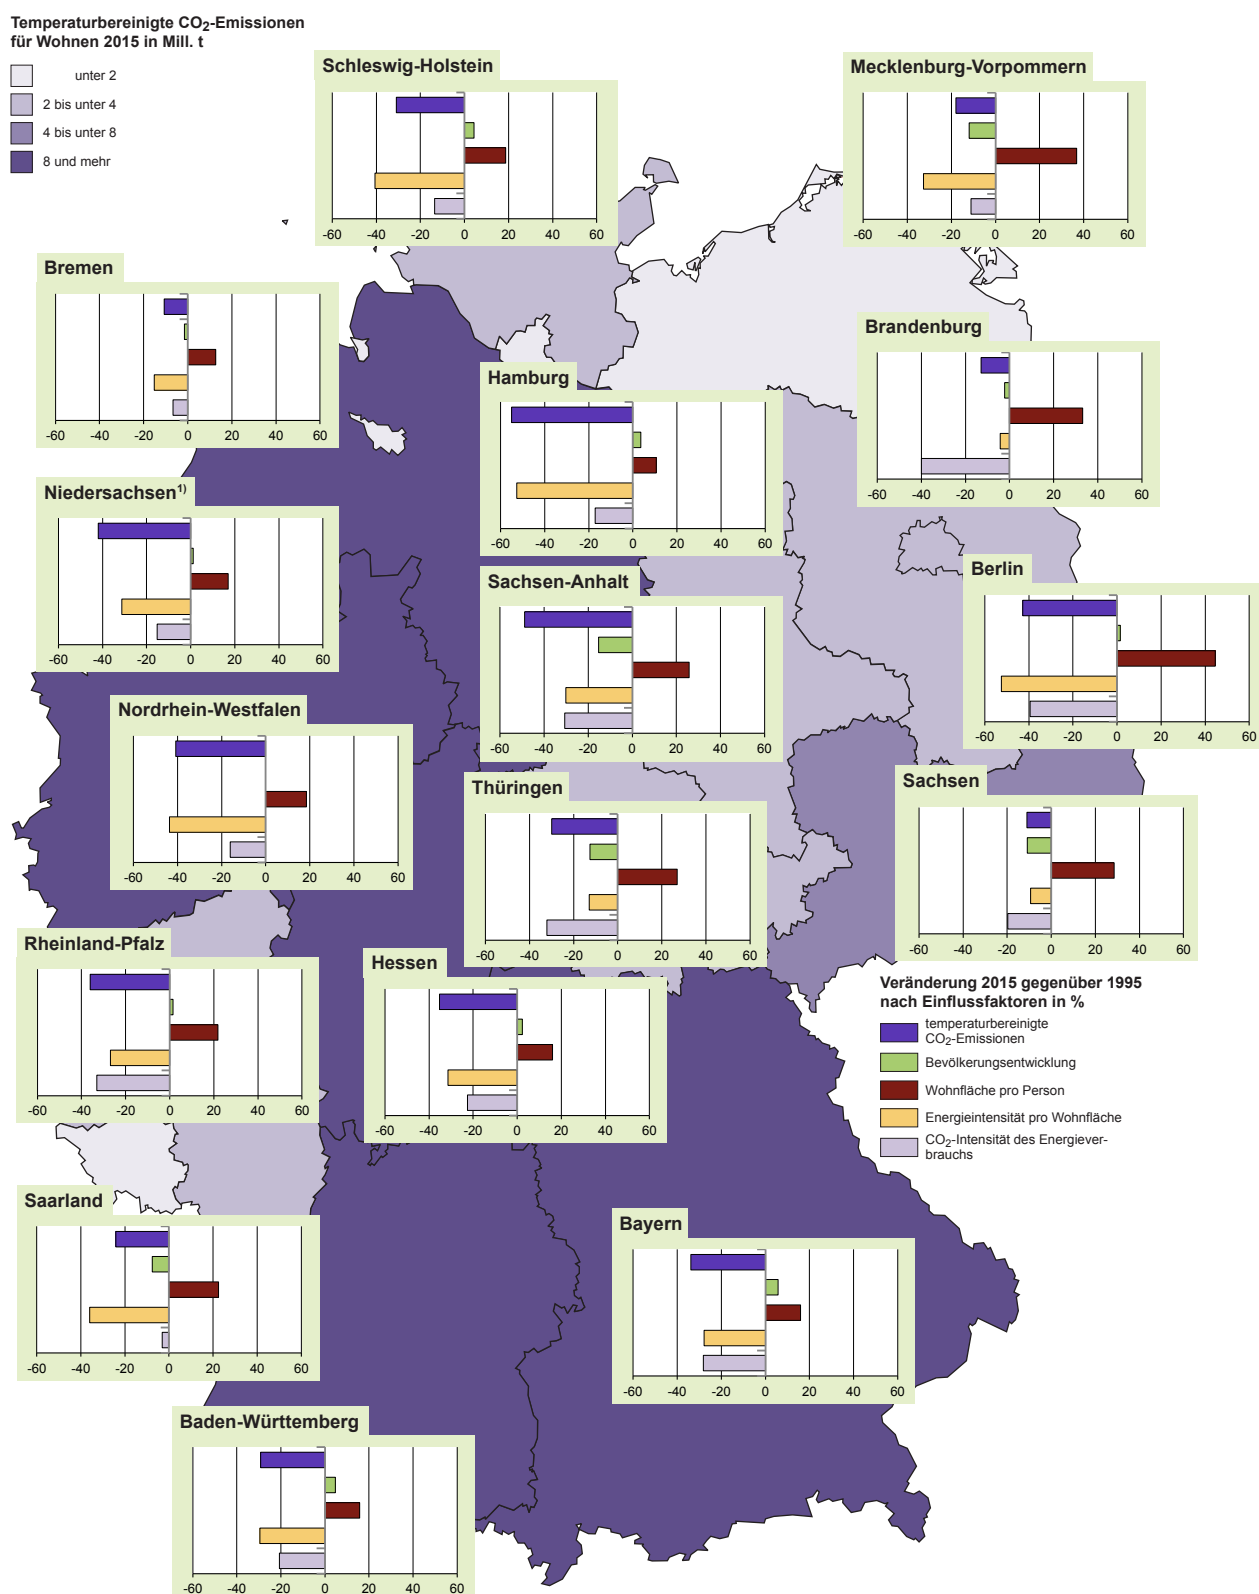 Temperaturbereinigte CO2-Emissionen
für Wohnen 2015 in Mill. t
unter 2
2 bis unter 4
4 bis unter 8
8 und mehr
Schleswig-Holstein
-60 -40 -20 0 20 40 60
Mecklenburg-Vorpommern
-60 -40 -20 0 20 40 60
Bremen
-60 -40 -20 0 20 40 60
Brandenburg
-60 -40 -20 0 20 40 60
Hamburg
-60 -40 -20 0 20 40 60
Niedersachsen1)
-60 -40 -20 0 20 40 60
Sachsen-Anhalt
-60 -40 -20 0 20 40 60
Berlin
-60 -40 -20 0 20 40 60
Nordrhein-Westfalen
-60 -40 -20 0 20 40 60
Thüringen
-60 -40 -20 0 20 40 60
Sachsen
-60 -40 -20 0 20 40 60
Rheinland-Pfalz
-60 -40 -20 0 20 40 60
Hessen
-60 -40 -20 0 20 40 60
Veränderung 2015 gegenüber 1995
nach Einflussfaktoren in %
temperaturbereinigte
CO2-Emissionen
Bevölkerungsentwicklung
Wohnfläche pro Person
Energieintensität pro Wohnfläche
CO2-Intensität des Energiever-
brauchs
Saarland
-60 -40 -20 0 20 40 60
Bayern
-60 -40 -20 0 20 40 60
Baden-Württemberg
-60 -40 -20 0 20 40 60